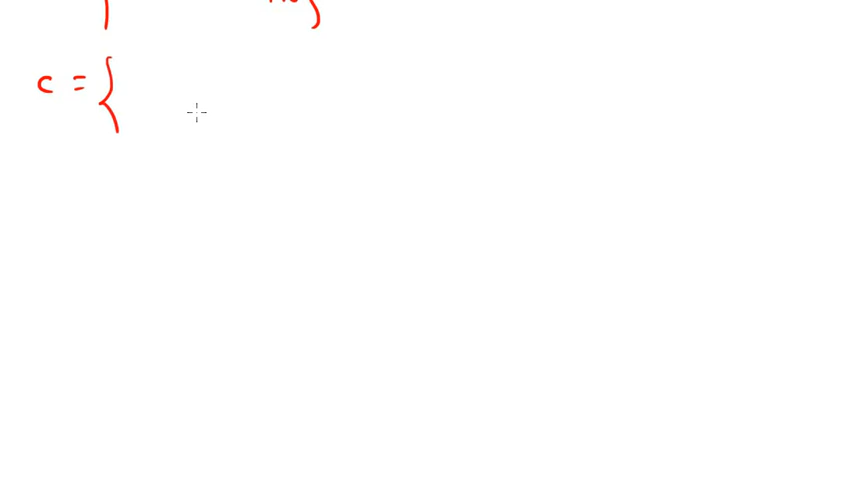 c = {